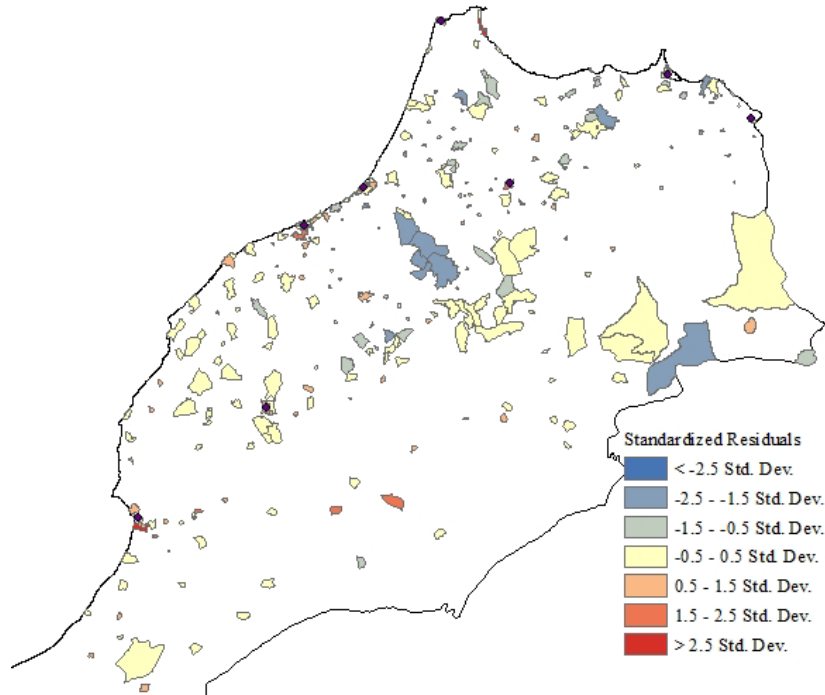 Standardized Residuals
< -2.5 Std. Dev.
-2.5 - -1.5 Std. Dev.
-1.5 - -0.5 Std. Dev.
-0.5 - 0.5 Std. Dev.
0.5 - 1.5 Std. Dev.
1.5 - 2.5 Std. Dev.
> 2.5 Std. Dev.